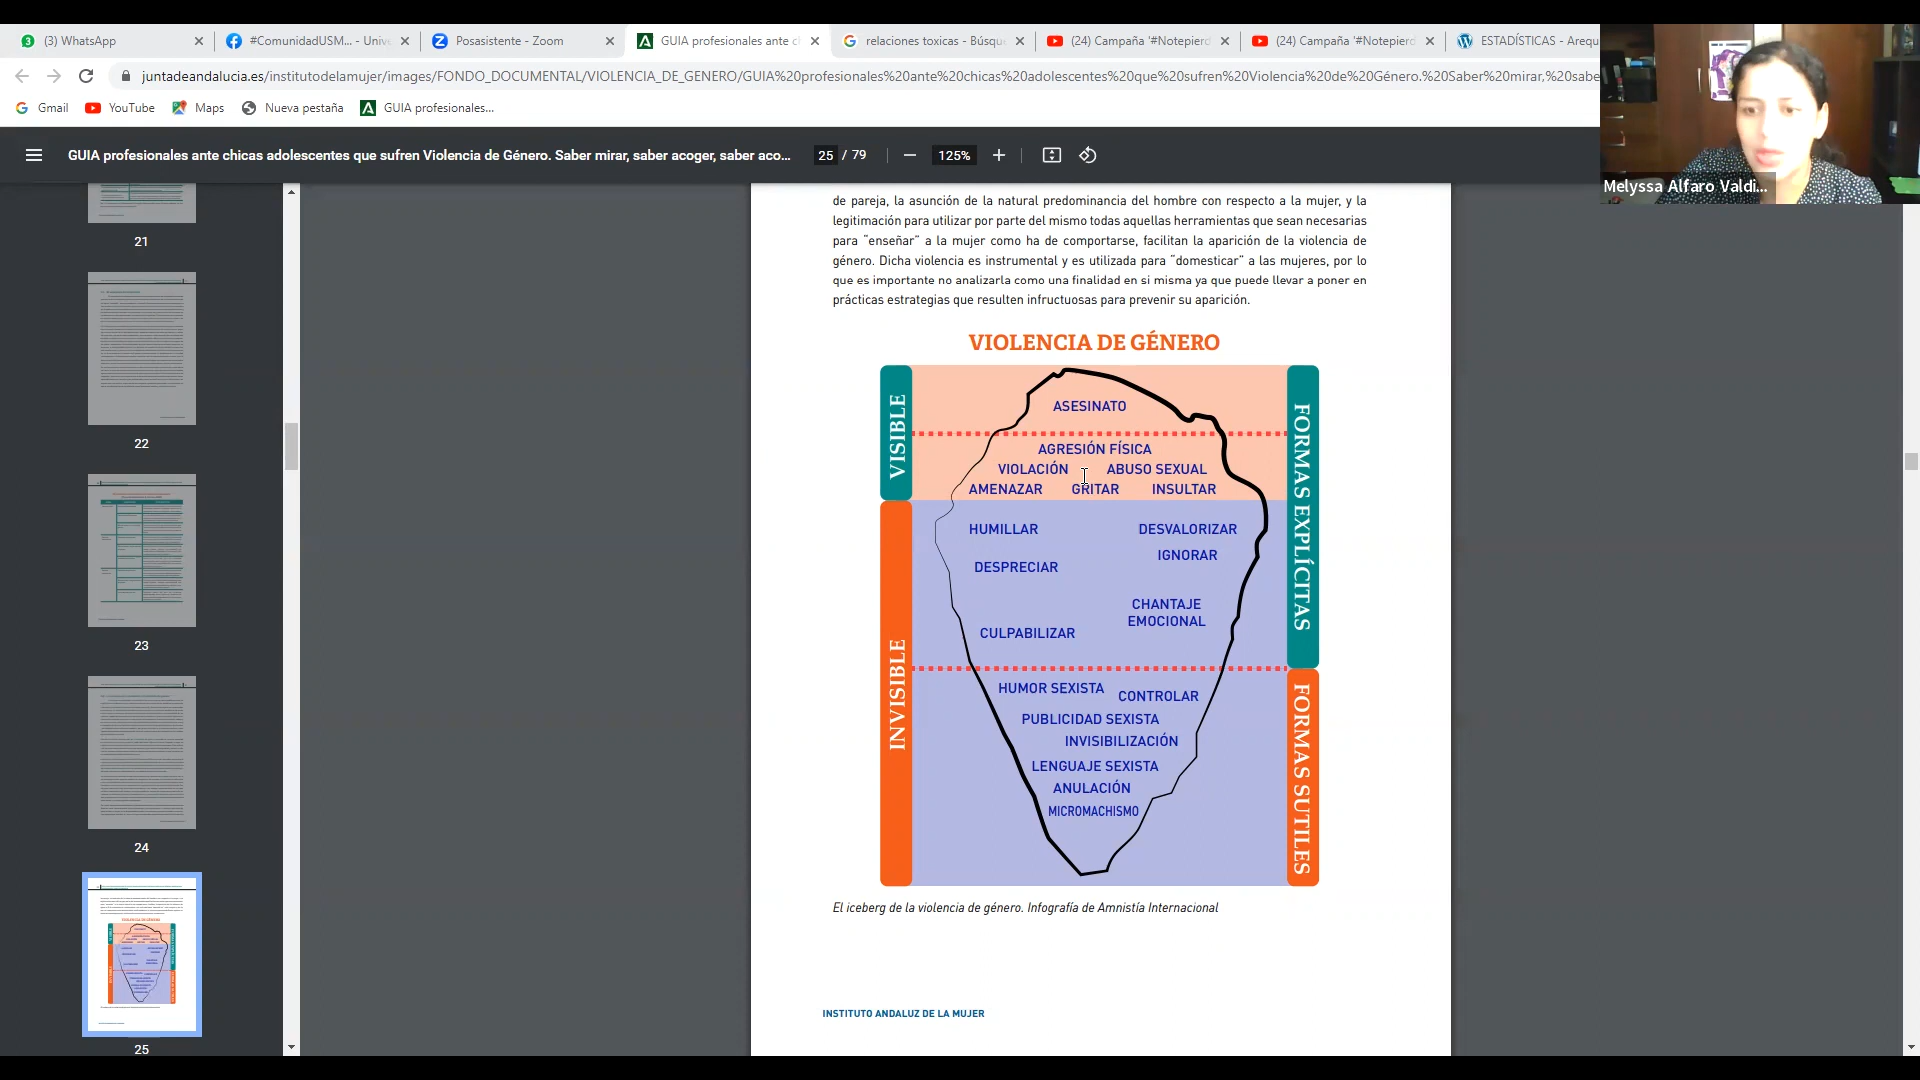 (3) WhatsApp
#ComunidadUSM... - Unive
Posasistente - Zoom
GUIA profesionales ante c
relaciones toxicas - Búsqu
(24) Campaña '#Notepierd
(24) Campaña '#Notepierd
ESTADÍSTICAS - Arequ
juntadeandalucia.es/institutodelamujer/images/FONDO_DOCUMENTAL/VIOLENCIA_DE_GENERO/GUIA%20profesionales%20ante%20chicas%20adolescentes%20que%20sufren%20Violencia%20de%20Género.%20Saber%20mirar,%20sabe
Gmail
YouTube
Maps
Nueva pestaña
GUIA profesionales...
GUIA profesionales ante chicas adolescentes que sufren Violencia de Género. Saber mirar, saber acoger, saber aco...
25 / 79
125%
Melyssa Alfaro Valdi...
21
22
23
24
25
de pareja, la asunción de la natural predominancia del hombre con respecto a la mujer, y la
legitimación para utilizar por parte del mismo todas aquellas herramientas que sean necesarias
para “enseñar” a la mujer como ha de comportarse, facilitan la aparición de la violencia de
género. Dicha violencia es instrumental y es utilizada para “domesticar” a las mujeres, por lo
que es importante no analizarla como una finalidad en si misma ya que puede llevar a poner en
prácticas estrategias que resulten infructuosas para prevenir su aparición.
VIOLENCIA DE GÉNERO
VISIBLE
FORMAS EXPLÍCITAS
ASESINATO
AGRESIÓN FÍSICA
VIOLACIÓN ABUSO SEXUAL
AMENAZAR GRITAR INSULTAR
INVISIBLE
HUMILLAR DESVALORIZAR
IGNORAR
DESPRECIAR
CHANTAJE
EMOCIONAL
CULPABILIZAR
FORMAS SUTILES
HUMOR SEXISTA
CONTROLAR
PUBLICIDAD SEXISTA
INVISIBILIZACIÓN
LENGUAJE SEXISTA
ANULACIÓN
MICROMACHISMO
El iceberg de la violencia de género. Infografía de Amnistía Internacional
INSTITUTO ANDALUZ DE LA MUJER